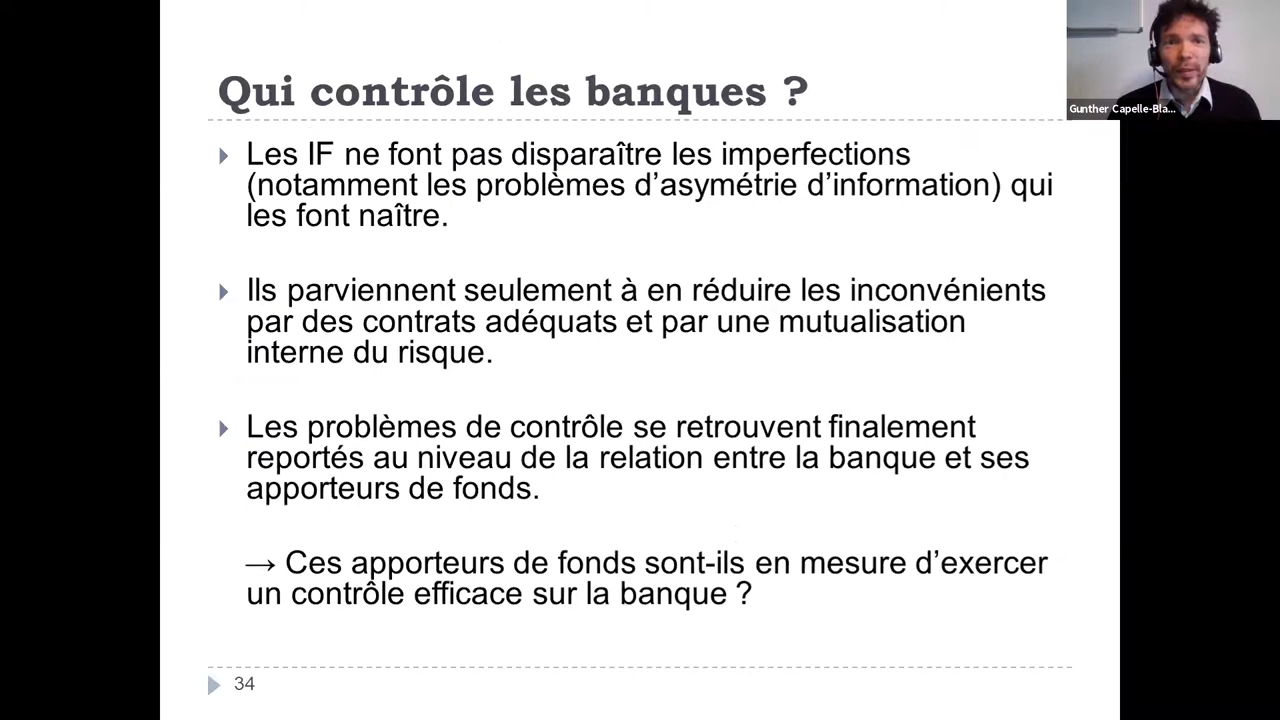 Qui contrôle les banques ?
Gunther Capelle-Bla...
Les IF ne font pas disparaître les imperfections
(notamment les problèmes d’asymétrie d’information) qui
les font naître.
Ils parviennent seulement à en réduire les inconvénients
par des contrats adéquats et par une mutualisation
interne du risque.
Les problèmes de contrôle se retrouvent finalement
reportés au niveau de la relation entre la banque et ses
apporteurs de fonds.
→ Ces apporteurs de fonds sont-ils en mesure d’exercer
un contrôle efficace sur la banque ?
34